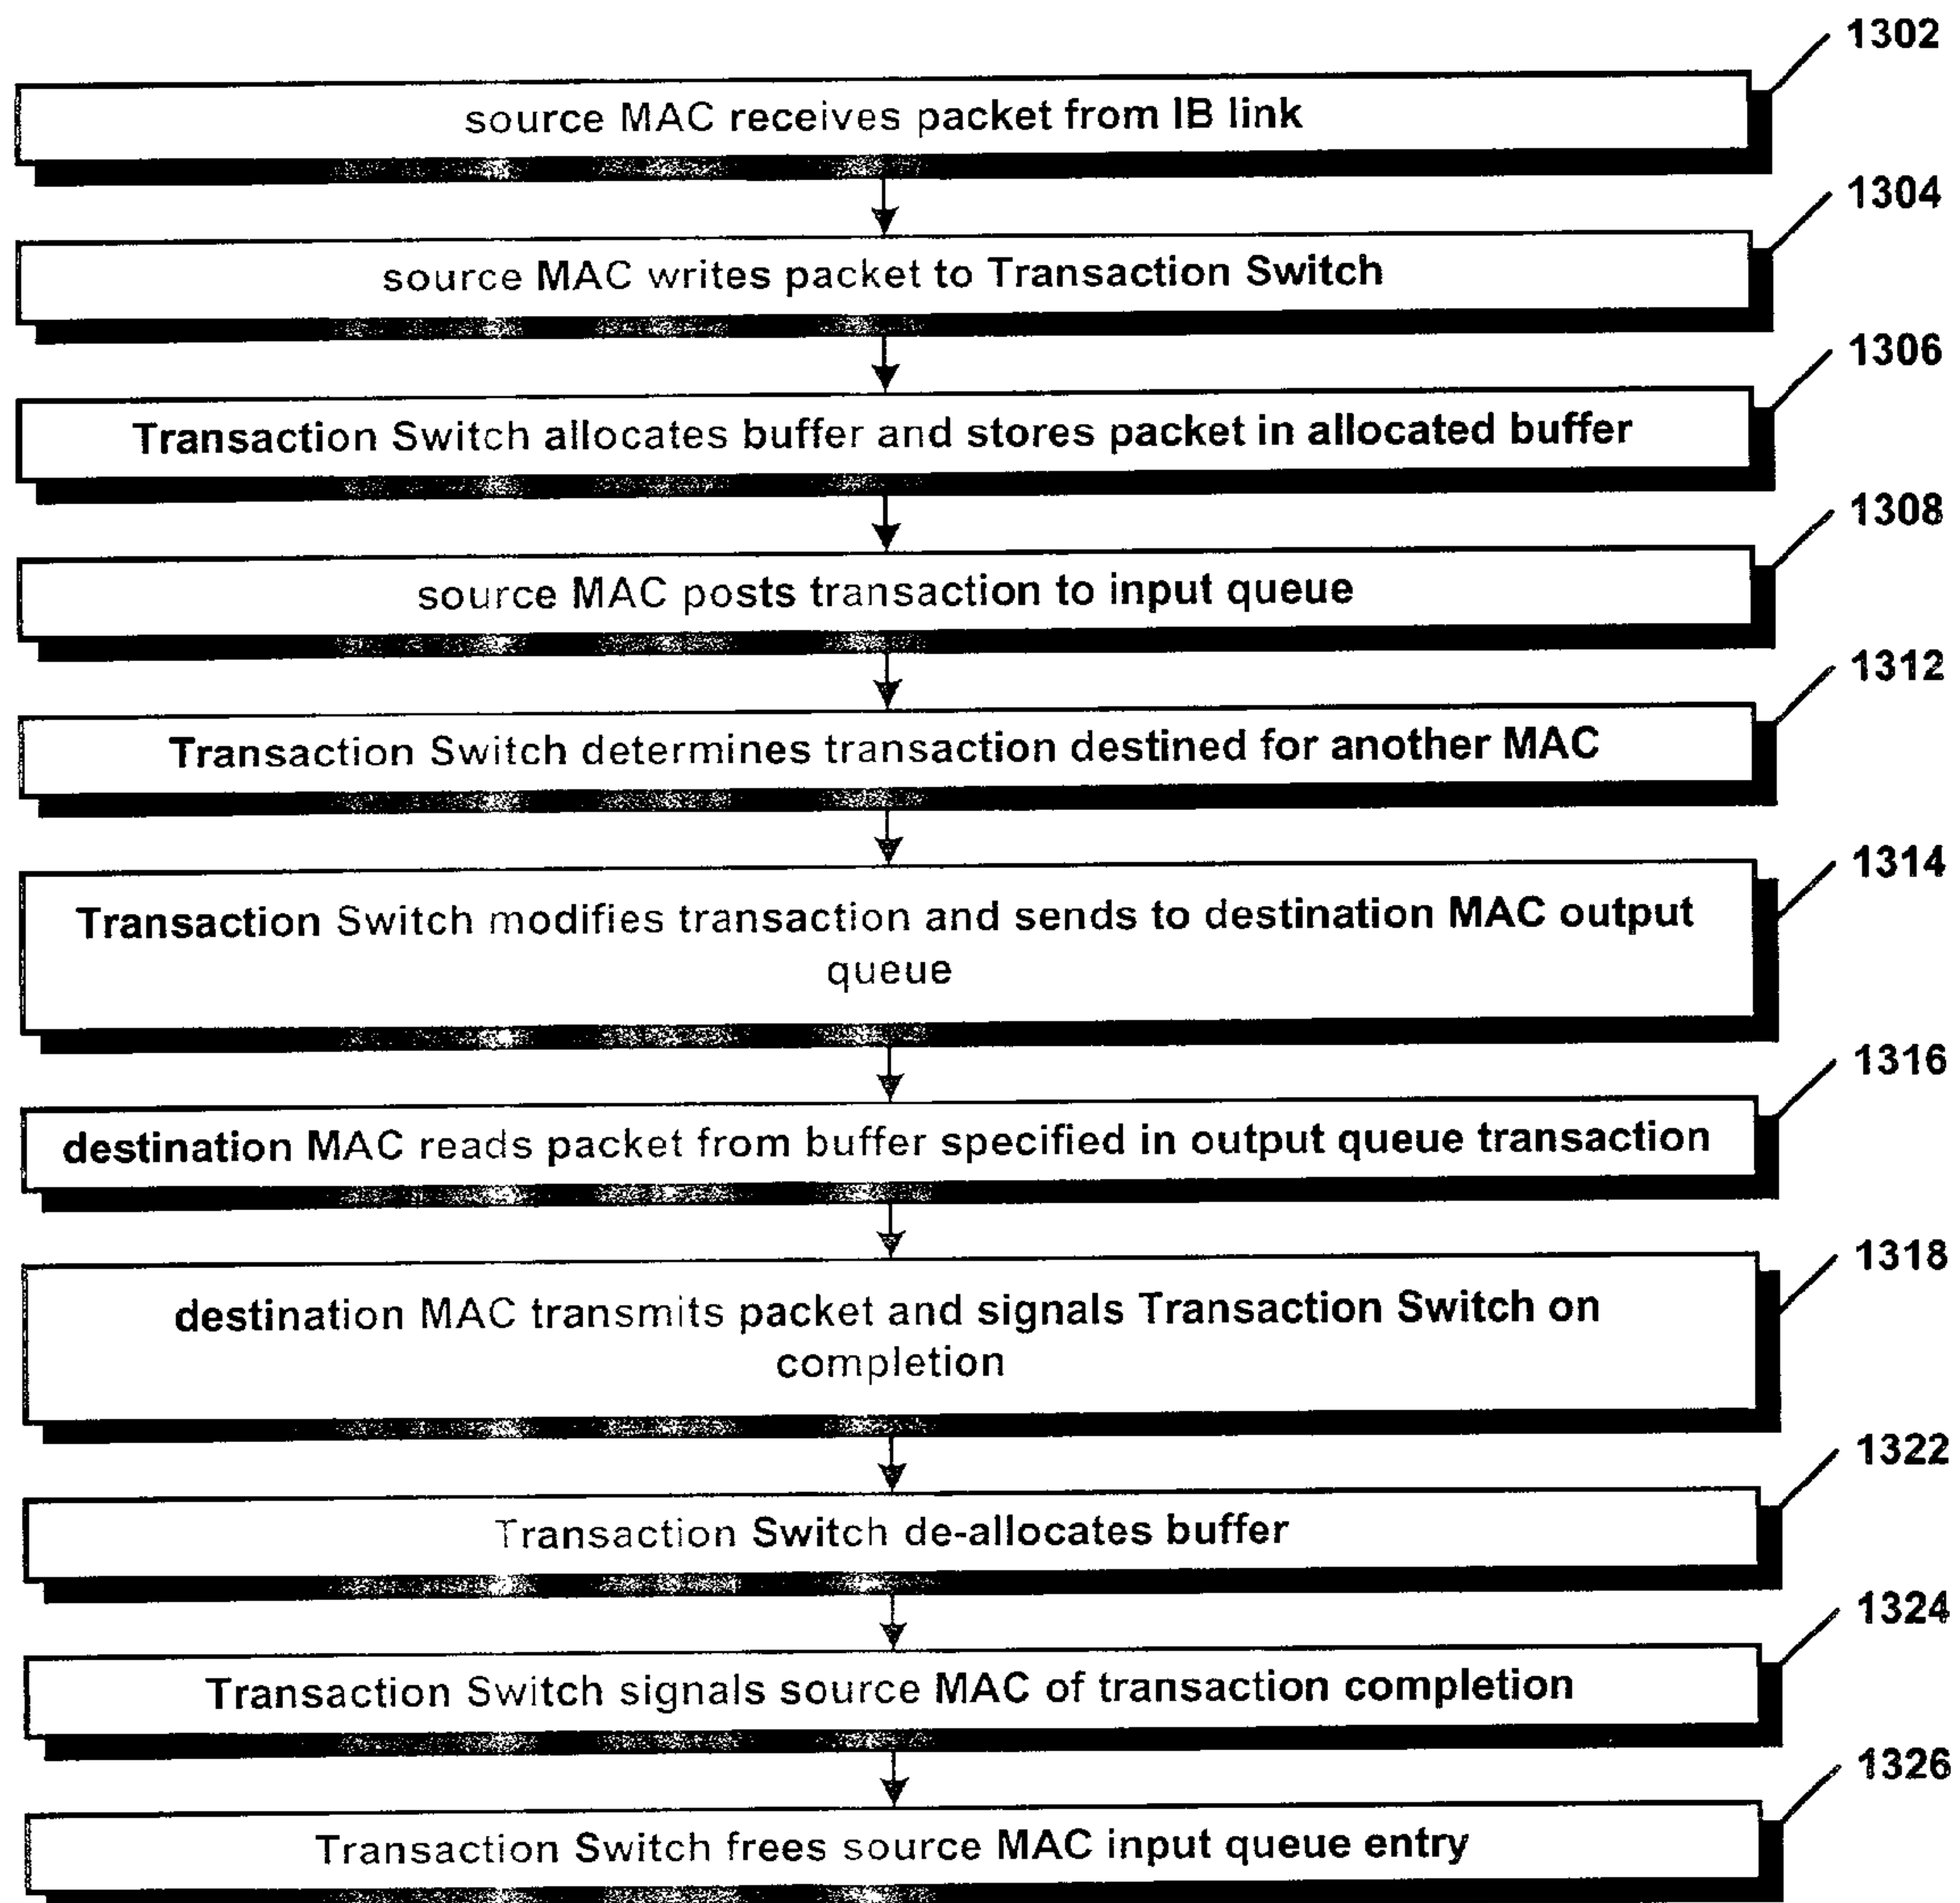 1302
source MAC receives packet from IB link
1304
source MAC writes packet to Transaction Switch
1306
Transaction Switch allocates buffer and stores packet in allocated buffer
1308
source MAC posts transaction to input queue
1312
Transaction Switch determines transaction destined for another MAC
1314
Transaction Switch modifies transaction and sends to destination MAC output
queue
1316
destination MAC reads packet from buffer specified in output queue transaction
1318
destination MAC transmits packet and signals Transaction Switch on
completion
1322
Transaction Switch de-allocates buffer
1324
Transaction Switch signals source MAC of transaction completion
1326
Transaction Switch frees source MAC input queue entry